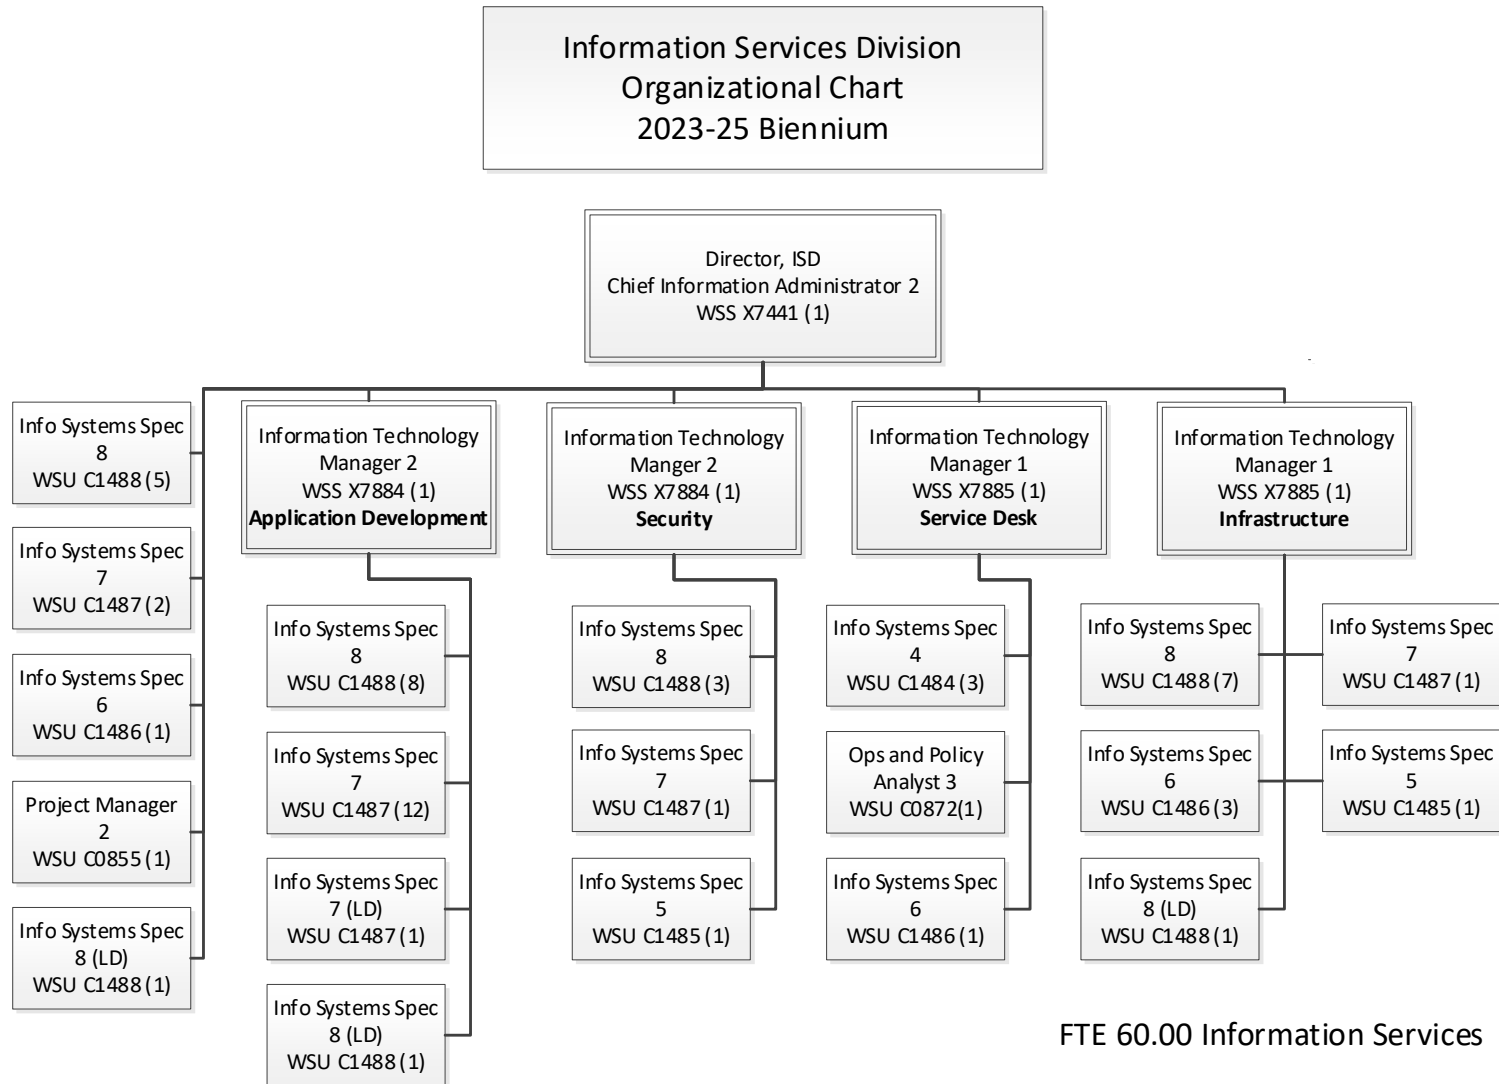 Information Services Division
Organizational Chart
2023-25 Biennium
Director, ISD
Chief Information Administrator 2
WSS X7441 (1)
Info Systems Spec
8
WSU C1488 (5)
Info Systems Spec
7
WSU C1487 (2)
Info Systems Spec
6
WSU C1486 (1)
Project Manager
2
WSU C0855 (1)
Info Systems Spec
8 (LD)
WSU C1488 (1)
Information Technology
Manager 2
WSS X7884 (1)
Application Development
Info Systems Spec
8
WSU C1488 (8)
Info Systems Spec
7
WSU C1487 (12)
Info Systems Spec
7 (LD)
WSU C1487 (1)
Info Systems Spec
8 (LD)
WSU C1488 (1)
Information Technology
Manger 2
WSS X7884 (1)
Security
Info Systems Spec
8
WSU C1488 (3)
Info Systems Spec
7
WSU C1487 (1)
Info Systems Spec
5
WSU C1485 (1)
Information Technology
Manager 1
WSS X7885 (1)
Service Desk
Info Systems Spec
4
WSU C1484 (3)
Ops and Policy
Analyst 3
WSU C0872(1)
Info Systems Spec
6
WSU C1486 (1)
Information Technology
Manager 1
WSS X7885 (1)
Infrastructure
Info Systems Spec
8
WSU C1488 (7)
Info Systems Spec
7
WSU C1487 (1)
Info Systems Spec
6
WSU C1486 (3)
Info Systems Spec
5
WSU C1485 (1)
Info Systems Spec
8 (LD)
WSU C1488 (1)
FTE 60.00 Information Services